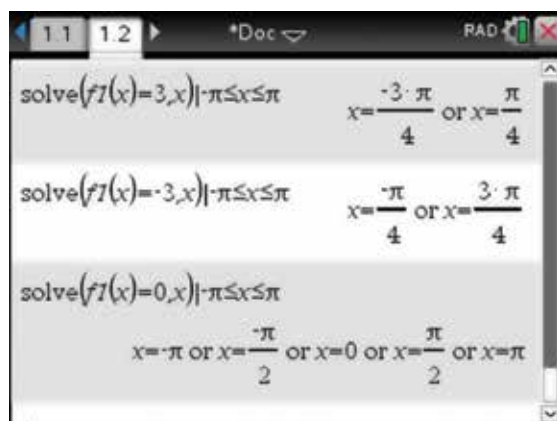 1.1 1.2 *Doc RAD
solve(f1(x)=3,x)|-π≤x≤π
x=-3·π/4 or x=π/4
solve(f1(x)=-3,x)|-π≤x≤π
x=-π/4 or x=3·π/4
solve(f1(x)=0,x)|-π≤x≤π
x=-π or x=-π/2 or x=0 or x=π/2 or x=π